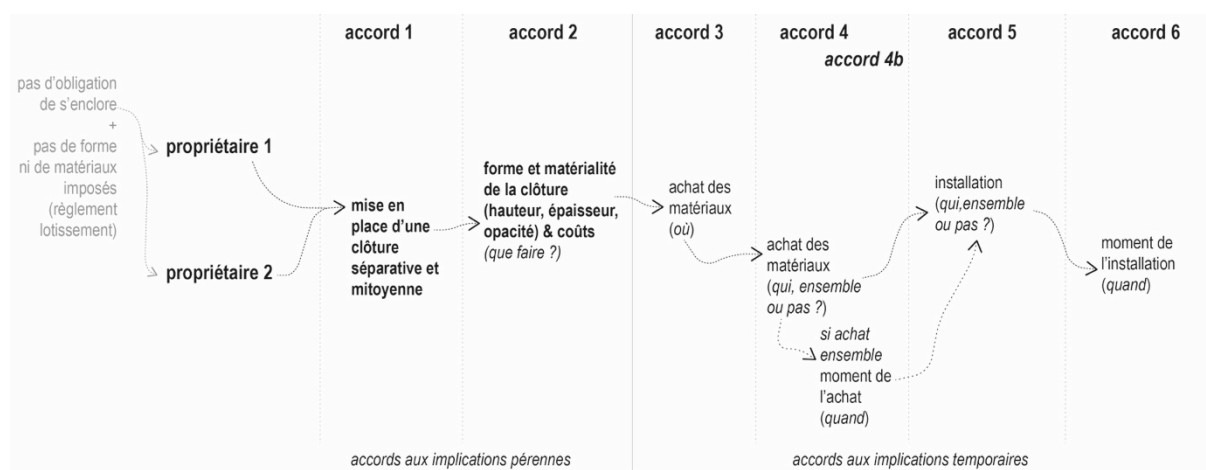 accord 1
accord 2
accord 3
accord 4
accord 4b
accord 5
accord 6
pas d'obligation
de s'enclore
+
pas de forme
ni de matériaux
imposés
(règlement
lotissement)
propriétaire 1
propriétaire 2
mise en
place d'une
clôture
séparative et
mitoyenne
forme et matérialité
de la clôture
(hauteur, épaisseur,
opacité) & coûts
(que faire ?)
achat des
matériaux
(où)
achat des
matériaux
(qui, ensemble
ou pas ?)
si achat
ensemble
moment de
l'achat
(quand)
installation
(qui,ensemble
ou pas ?)
moment de
l'installation
(quand)
accords aux implications pérennes
accords aux implications temporaires